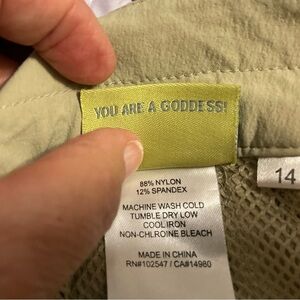 YOU ARE A GODDESS!
14
88% NYLON
12% SPANDEX
MACHINE WASH COLD
TUMBLE DRY LOW
COOL IRON
NON-CHLROINE BLEACH
MADE IN CHINA
RN#102547 / CA#14980